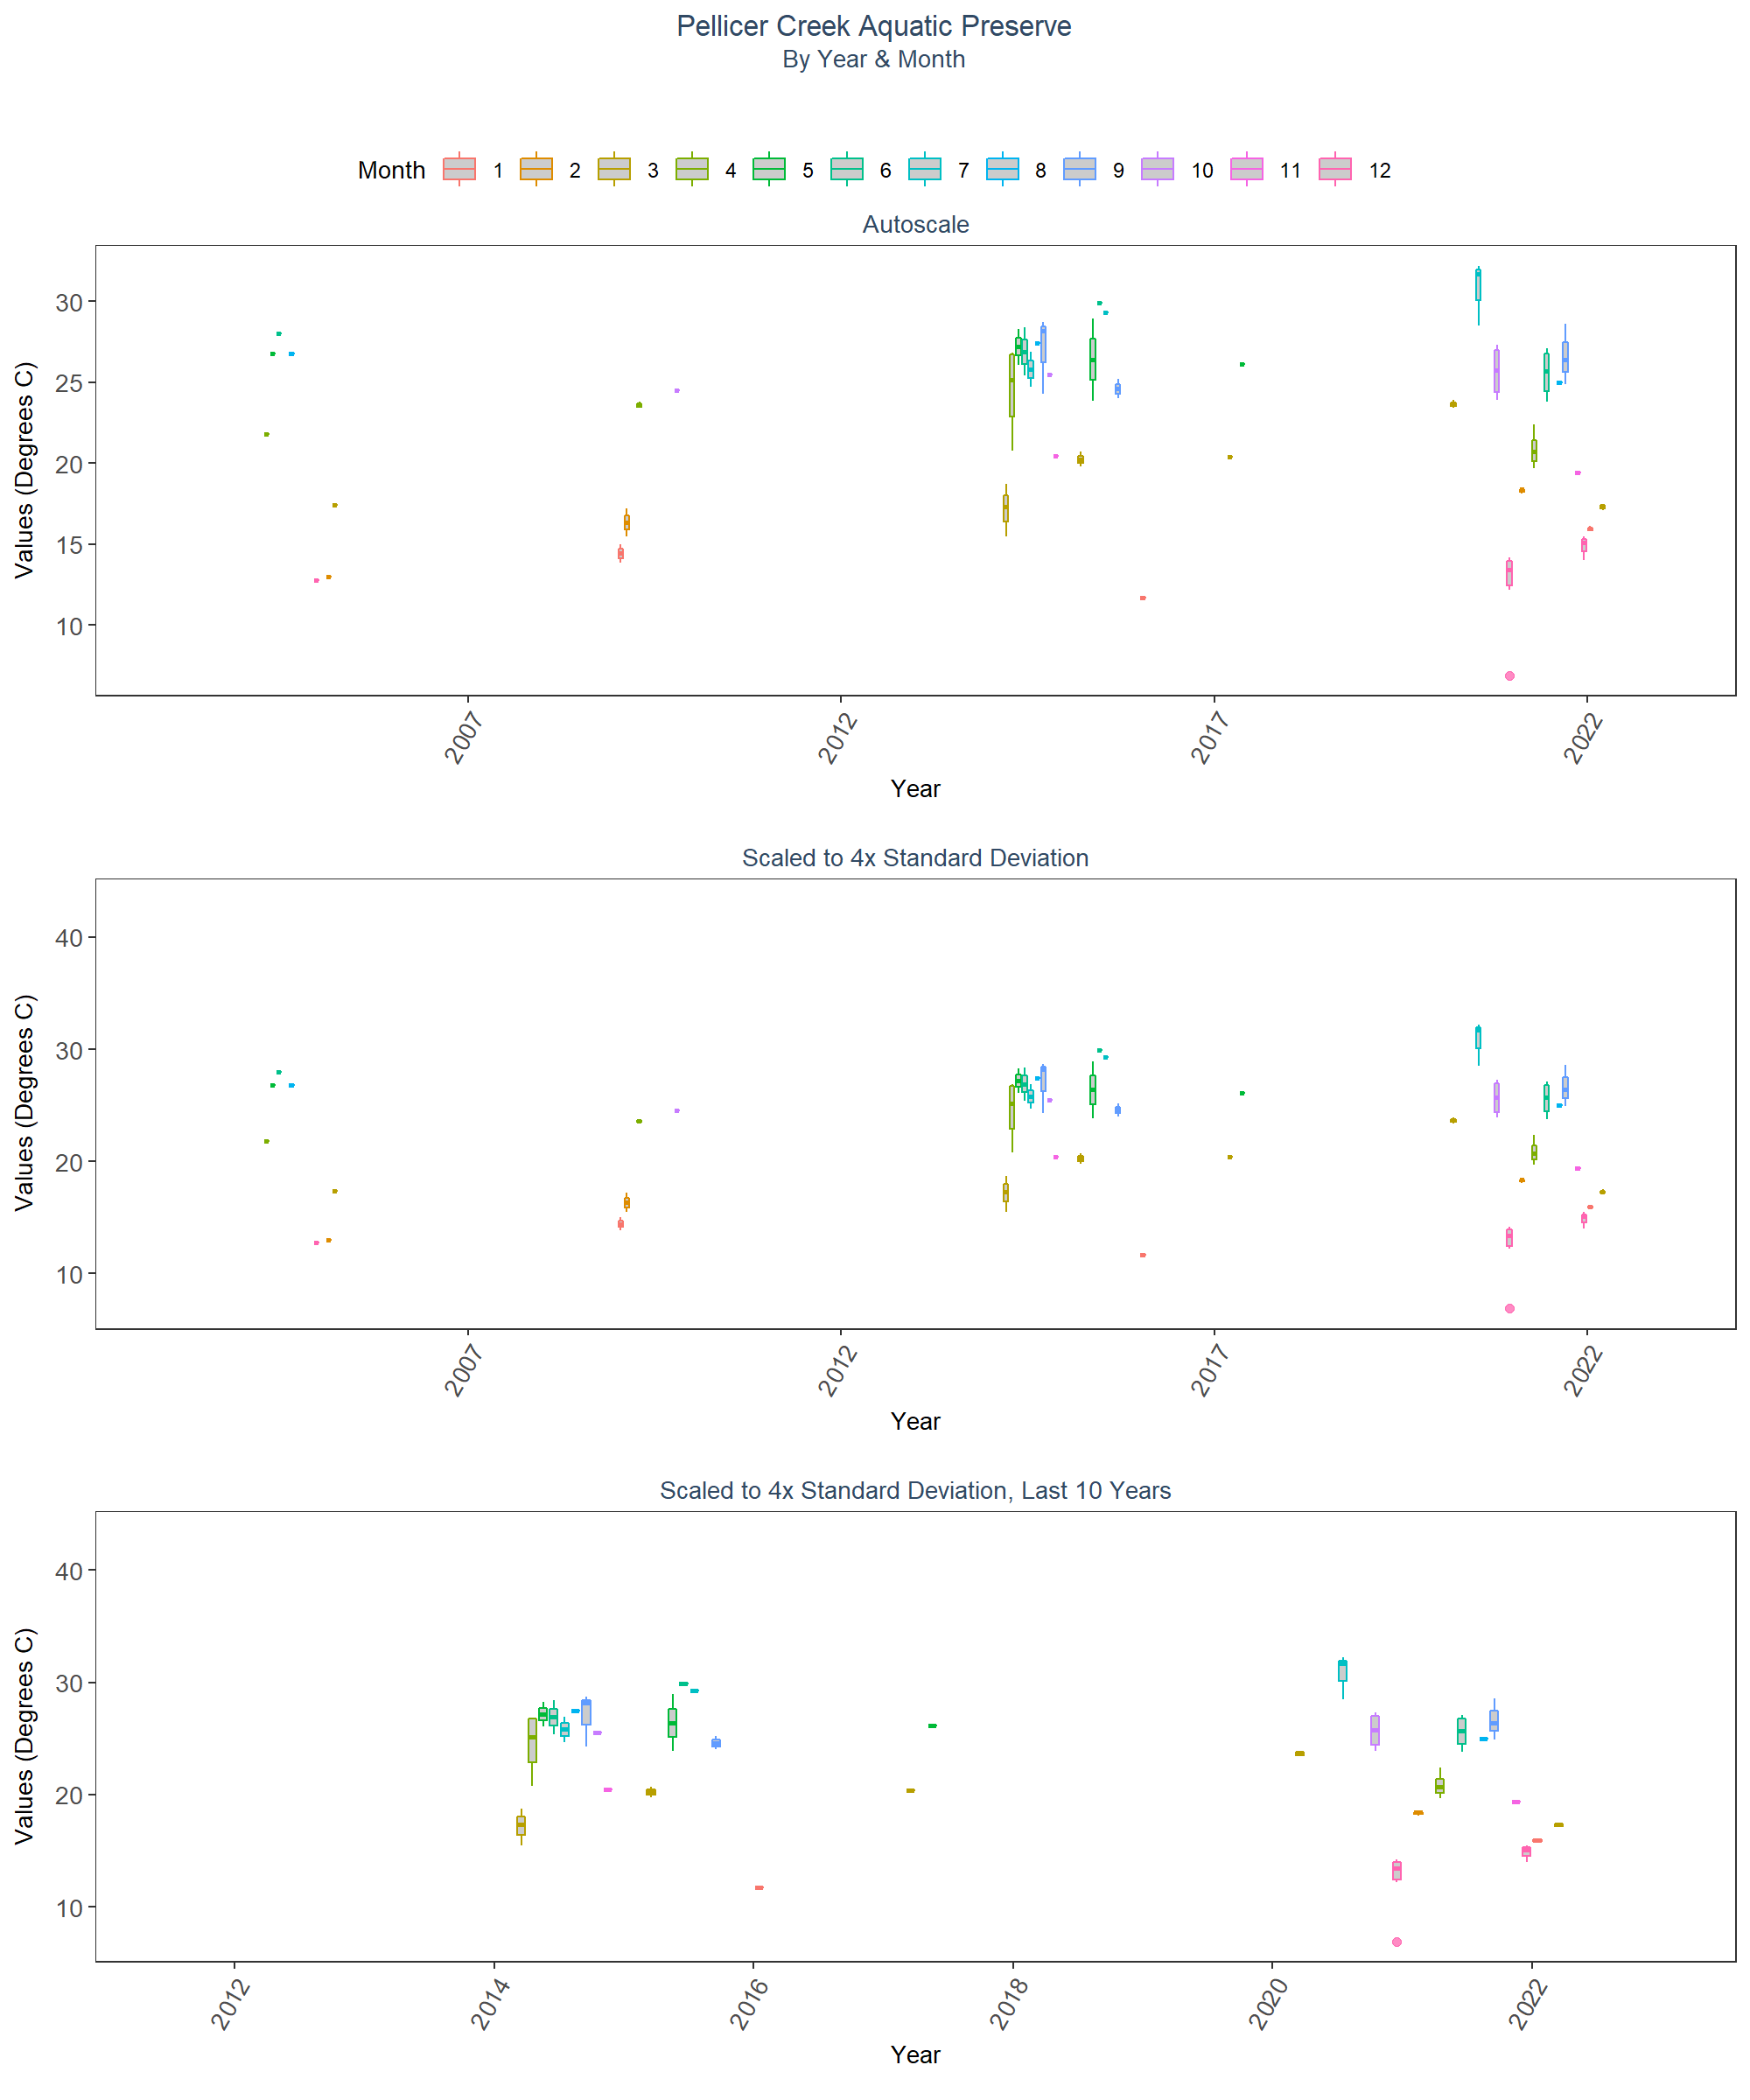 Pellicer Creek Aquatic Preserve
By Year & Month
Month 1 2 3 4 5 6 7 8 9 10 11 12
Autoscale
Values (Degrees C)
30
25
20
15
10
2007 2012 2017 2022
Year
Scaled to 4x Standard Deviation
Values (Degrees C)
40
30
20
10
2007 2012 2017 2022
Year
Scaled to 4x Standard Deviation, Last 10 Years
Values (Degrees C)
40
30
20
10
2012 2014 2016 2018 2020 2022
Year